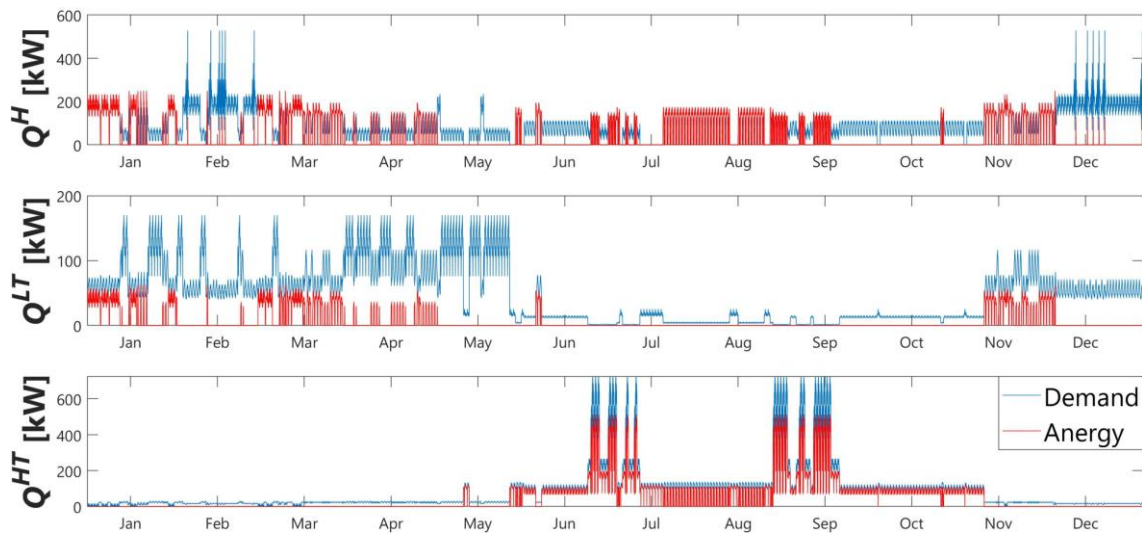 600
400
200
0
Q^H [kW]
Jan Feb Mar Apr May Jun Jul Aug Sep Oct Nov Dec
200
100
0
Q^LT [kW]
Jan Feb Mar Apr May Jun Jul Aug Sep Oct Nov Dec
600
400
200
0
Q^HT [kW]
Demand
Anergy
Jan Feb Mar Apr May Jun Jul Aug Sep Oct Nov Dec